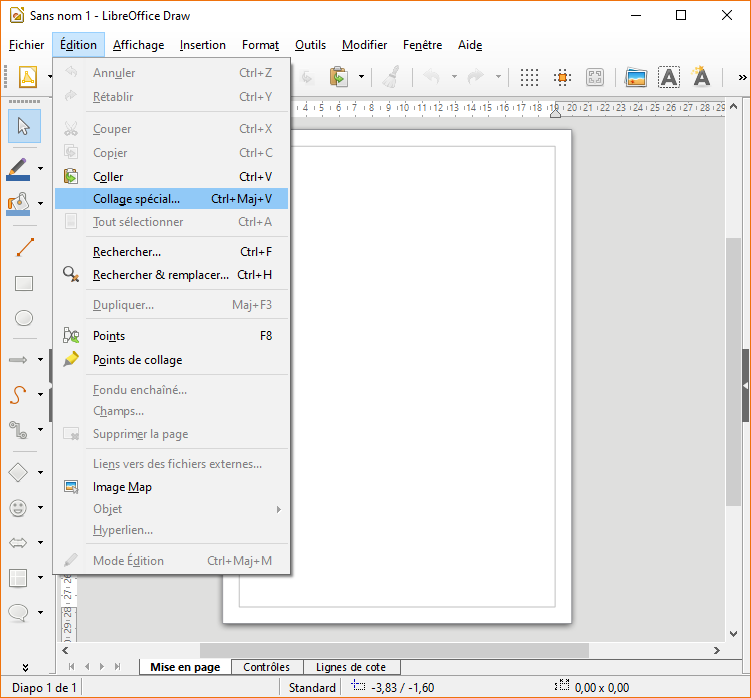 Sans nom 1 - LibreOffice Draw
Fichier Édition Affichage Insertion Format Outils Modifier Fenêtre Aide
Annuler Ctrl+Z
Rétablir Ctrl+Y
Couper Ctrl+X
Copier Ctrl+C
Coller Ctrl+V
Collage spécial... Ctrl+Maj+V
Tout sélectionner Ctrl+A
Rechercher... Ctrl+F
Rechercher & remplacer... Ctrl+H
Dupliquer... Maj+F3
Points F8
Points de collage
Fondu enchaîné...
Champs...
Supprimer la page
Liens vers des fichiers externes...
Image Map
Objet
Hyperlien...
Mode Édition Ctrl+Maj+M
4 5 6 7 8 9 10 11 12 13 14 15 16 17 18 19 20 21 22 23 24 25 26 27 28 29
26 27 28 29
Mise en page Contrôles Lignes de cote
Diapo 1 de 1 Standard -3,83 / -1,60 0,00 x 0,00